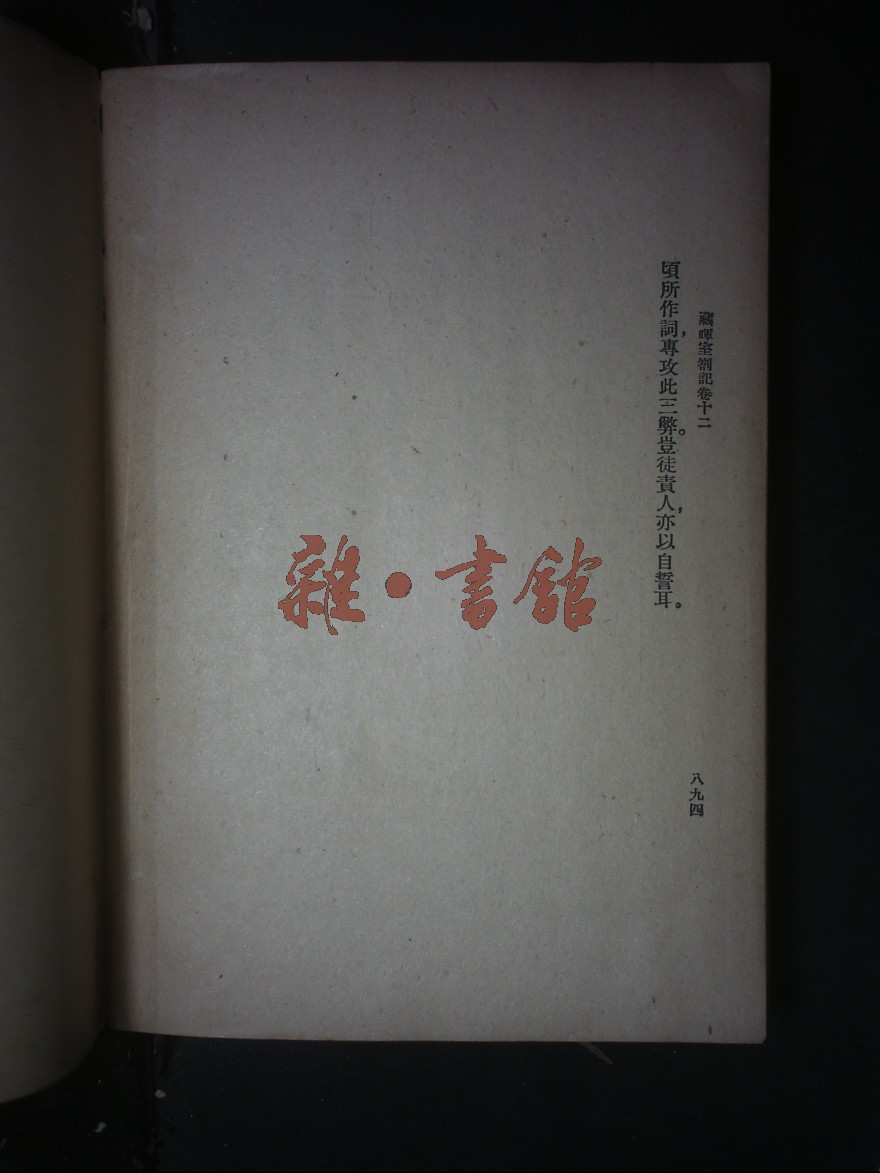 藏暉室劄記卷十二
頃所作詞，專攻此三弊。豈徒責人，亦以自誓耳。
八九四
雜•書館